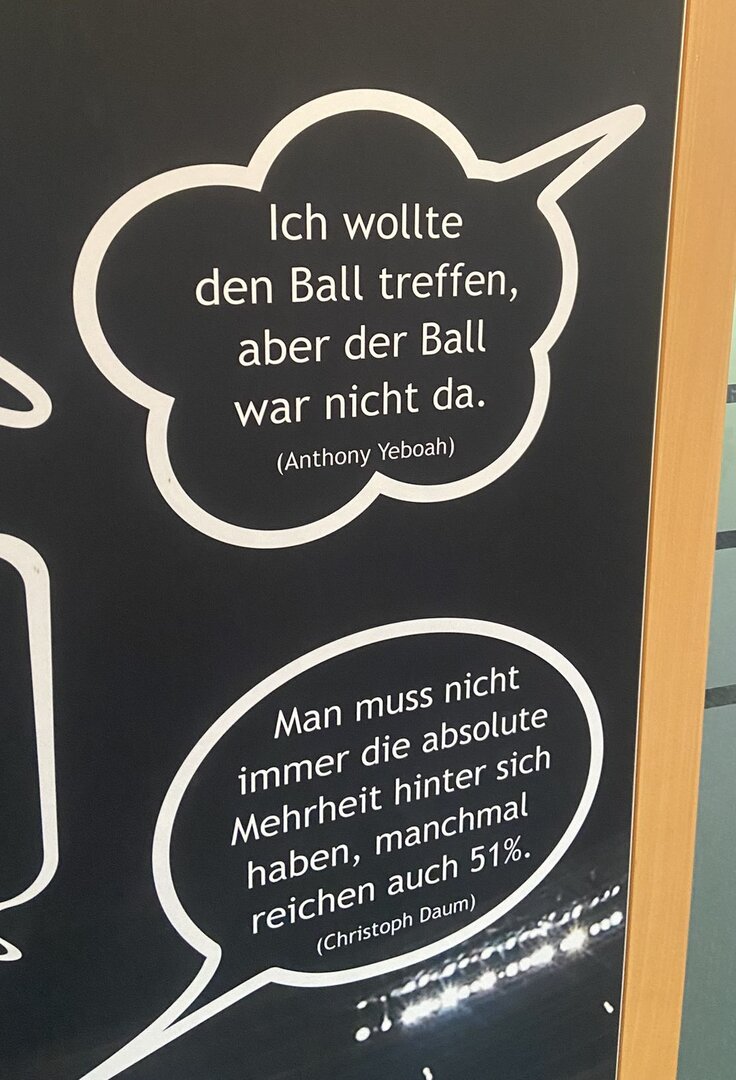 Ich wollte
den Ball treffen,
aber der Ball
war nicht da.
(Anthony Yeboah)
Man muss nicht
immer die absolute
Mehrheit hinter sich
haben, manchmal
reichen auch 51%.
(Christoph Daum)